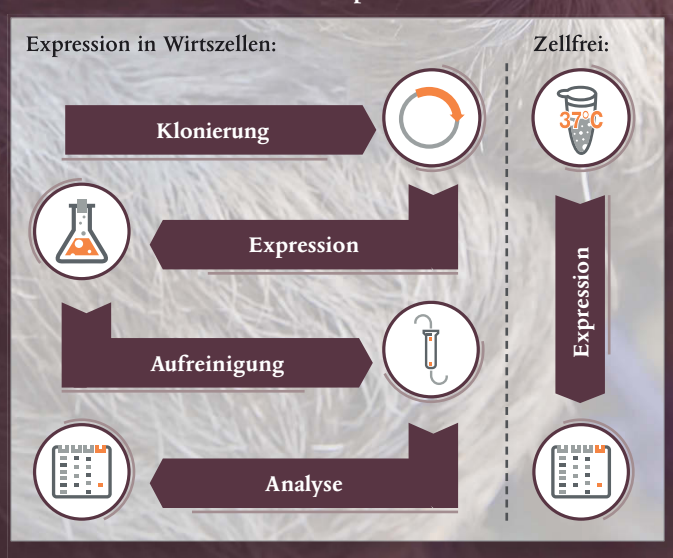 Expression in Wirtszellen:
Klonierung
Expression
Aufreinigung
Analyse
Zellfrei:
37°C
Expression